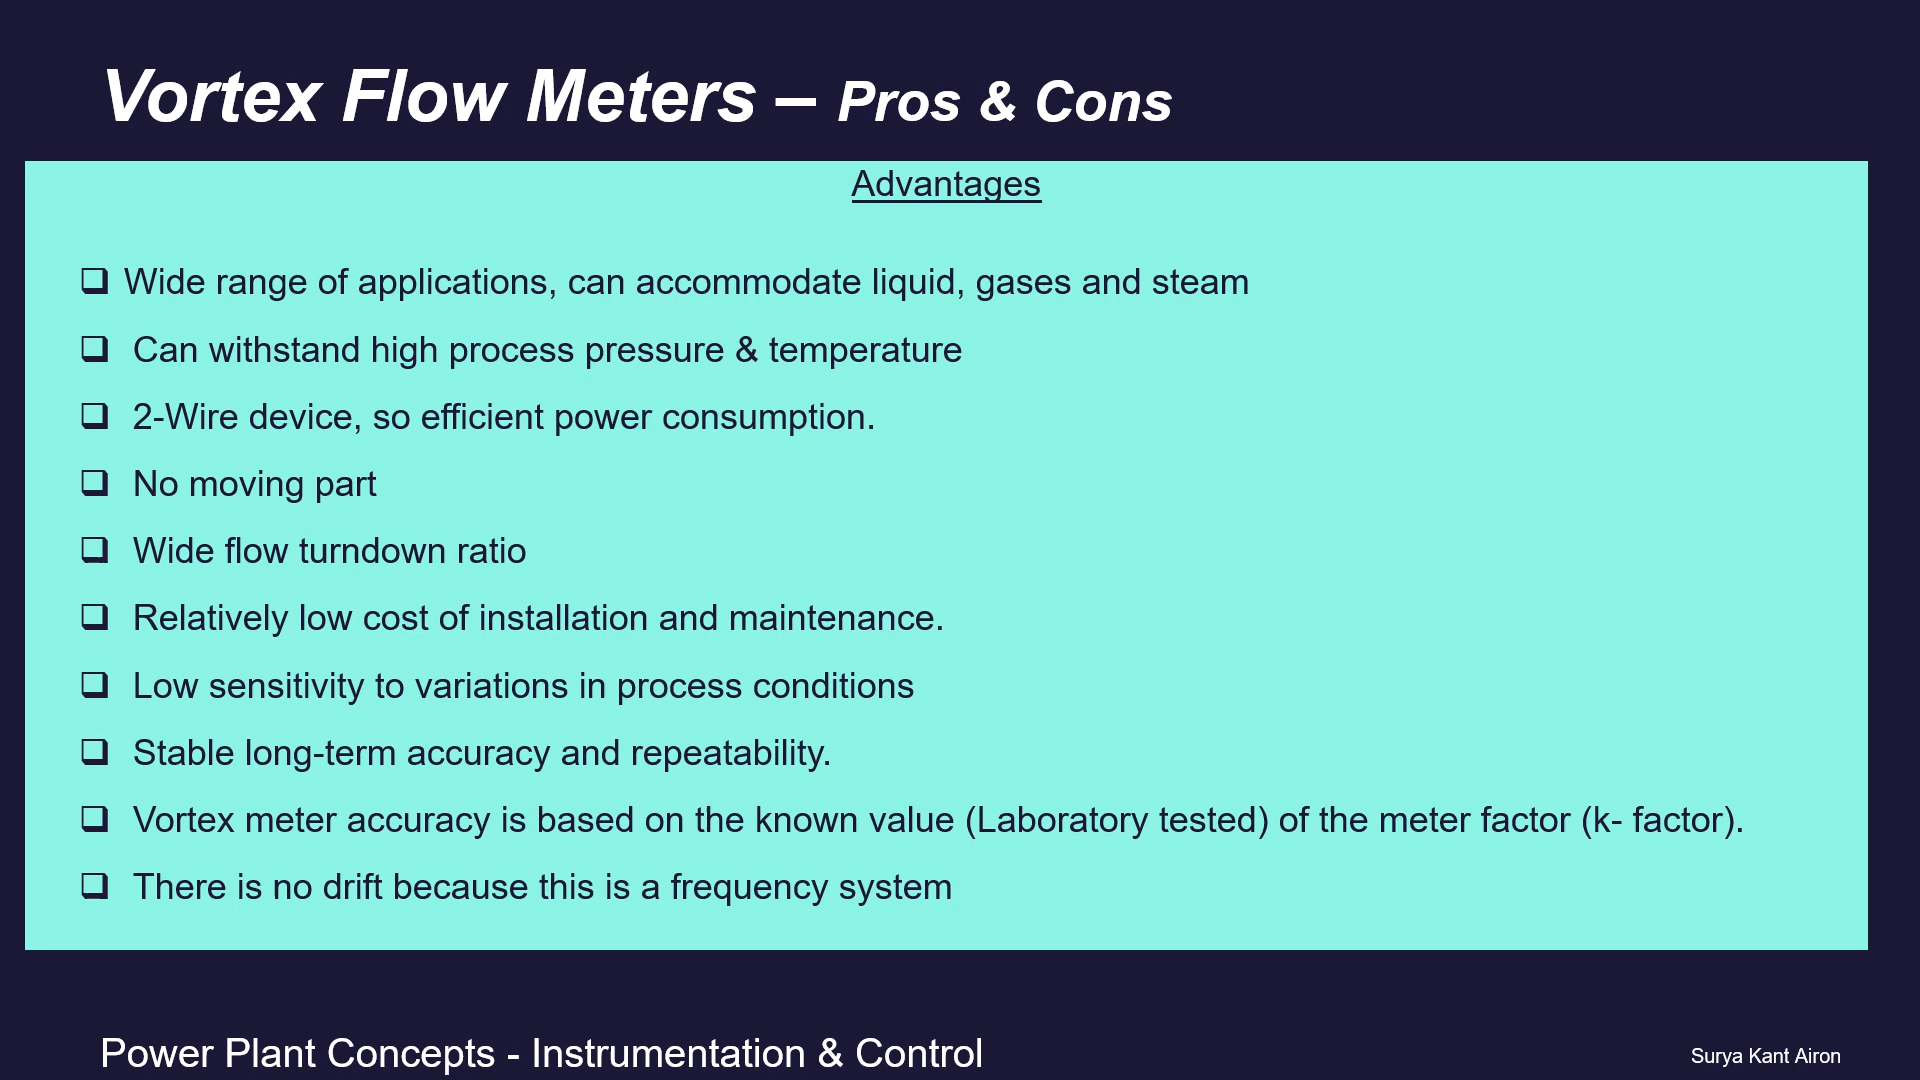 Vortex Flow Meters – Pros & Cons
Advantages
❑ Wide range of applications, can accommodate liquid, gases and steam
❑ Can withstand high process pressure & temperature
❑ 2-Wire device, so efficient power consumption.
❑ No moving part
❑ Wide flow turndown ratio
❑ Relatively low cost of installation and maintenance.
❑ Low sensitivity to variations in process conditions
❑ Stable long-term accuracy and repeatability.
❑ Vortex meter accuracy is based on the known value (Laboratory tested) of the meter factor (k- factor).
❑ There is no drift because this is a frequency system
Power Plant Concepts - Instrumentation & Control
Surya Kant Airon